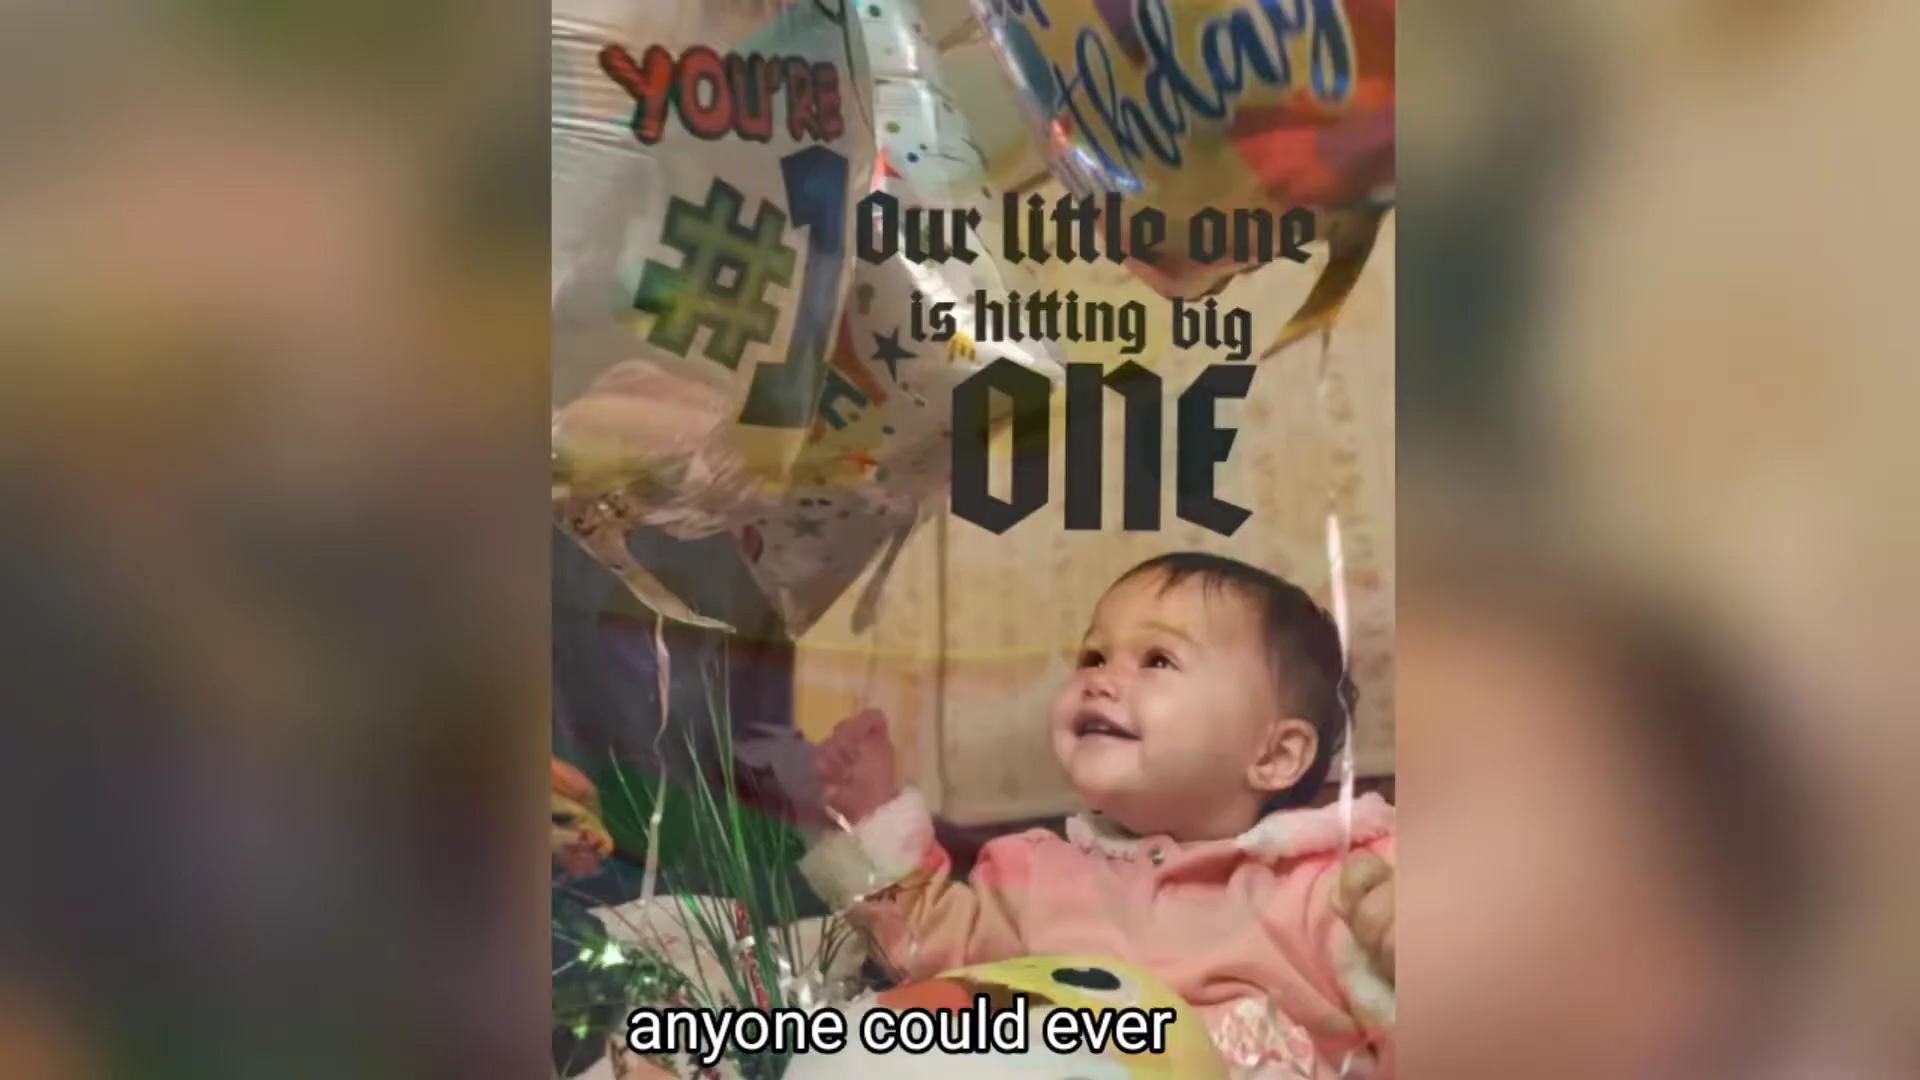 YOU'RE
#1
thday
Our little one
is hitting big
ONE
anyone could ever